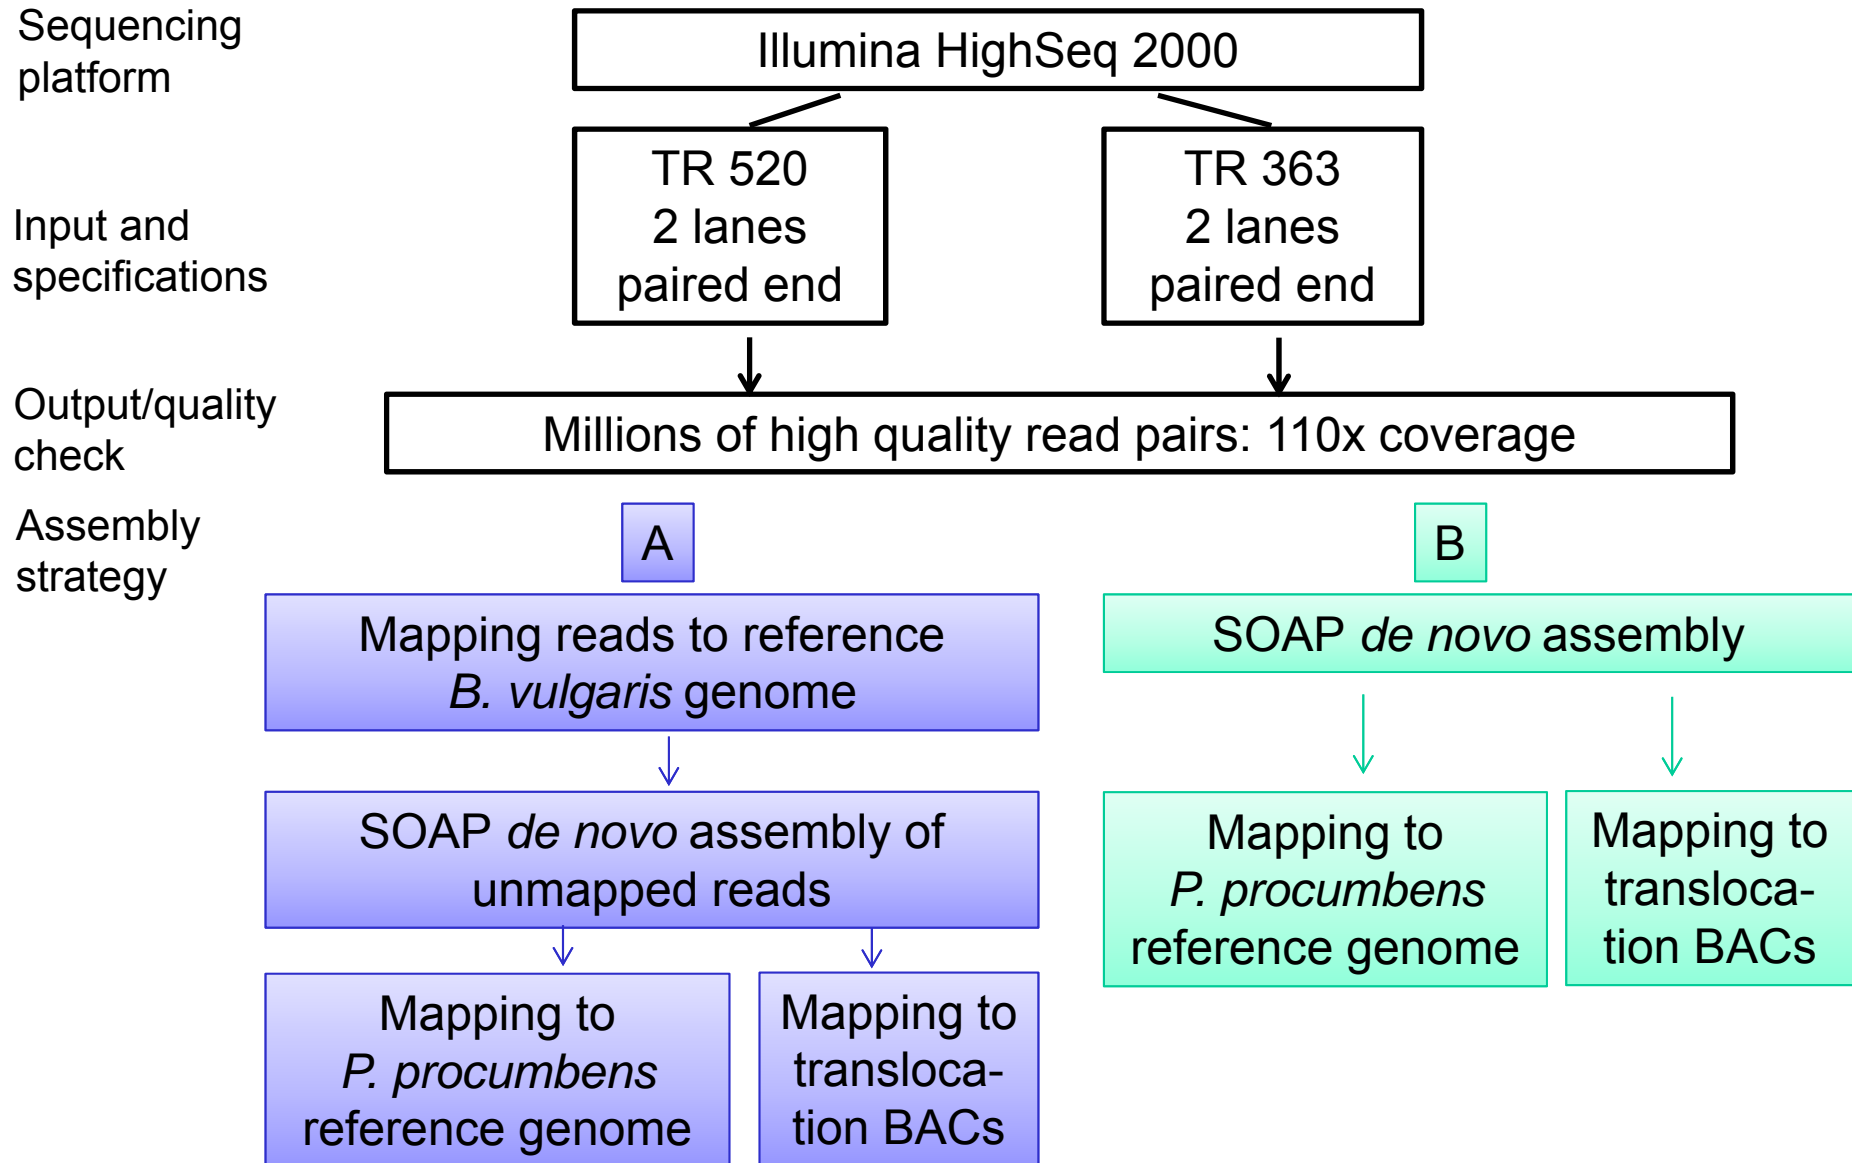 Sequencing
platform
Illumina HighSeq 2000
Input and
specifications
TR 520
2 lanes
paired end
TR 363
2 lanes
paired end
Output/quality
check
Millions of high quality read pairs: 110x coverage
Assembly
strategy
A
Mapping reads to reference
B. vulgaris genome
SOAP de novo assembly of
unmapped reads
Mapping to
P. procumbens
reference genome
Mapping to
transloca-
tion BACs
B
SOAP de novo assembly
Mapping to
P. procumbens
reference genome
Mapping to
transloca-
tion BACs